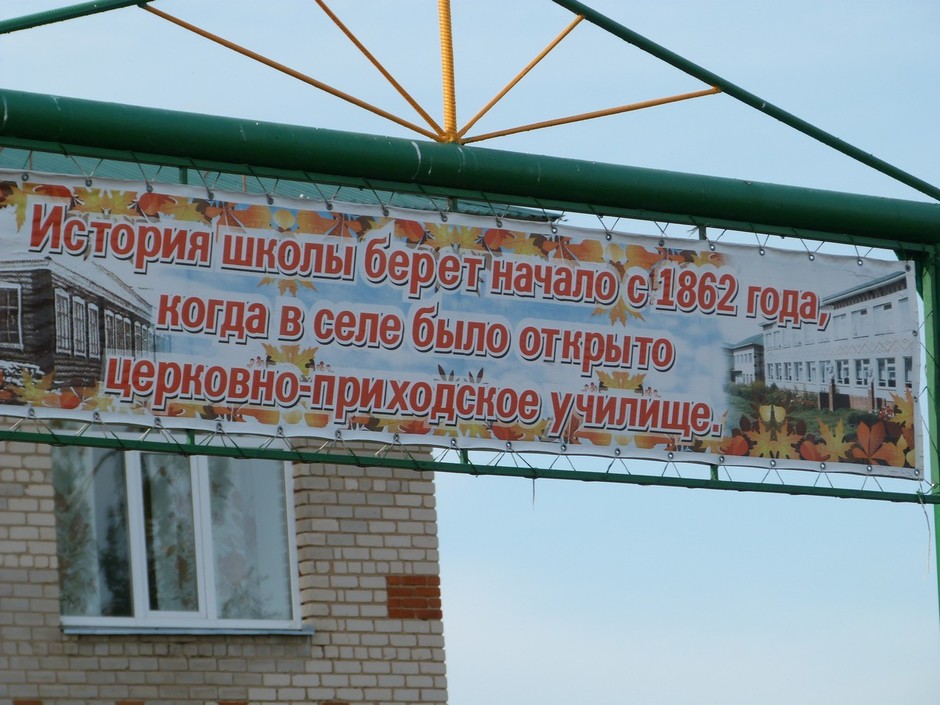 История школы берет начало с 1862 года,
когда в селе было открыто
церковно-приходское училище.